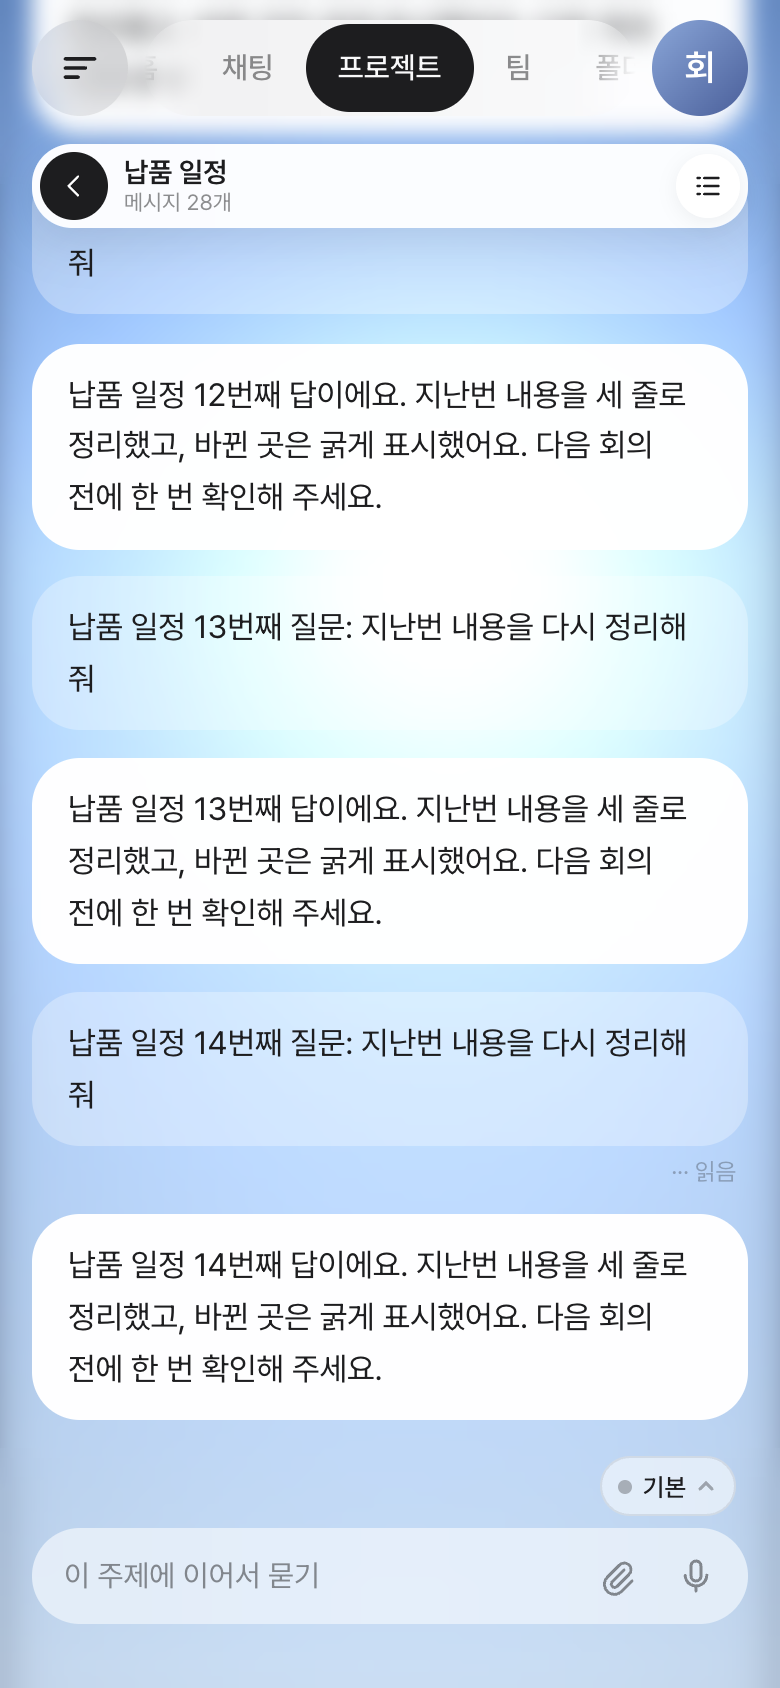 채팅
프로젝트
팀
회
납품 일정
메시지 28개
줘
납품 일정 12번째 답이에요. 지난번 내용을 세 줄로
정리했고, 바뀐 곳은 굵게 표시했어요. 다음 회의
전에 한 번 확인해 주세요.
납품 일정 13번째 질문: 지난번 내용을 다시 정리해
줘
납품 일정 13번째 답이에요. 지난번 내용을 세 줄로
정리했고, 바뀐 곳은 굵게 표시했어요. 다음 회의
전에 한 번 확인해 주세요.
납품 일정 14번째 질문: 지난번 내용을 다시 정리해
줘
··· 읽음
납품 일정 14번째 답이에요. 지난번 내용을 세 줄로
정리했고, 바뀐 곳은 굵게 표시했어요. 다음 회의
전에 한 번 확인해 주세요.
기본
이 주제에 이어서 묻기